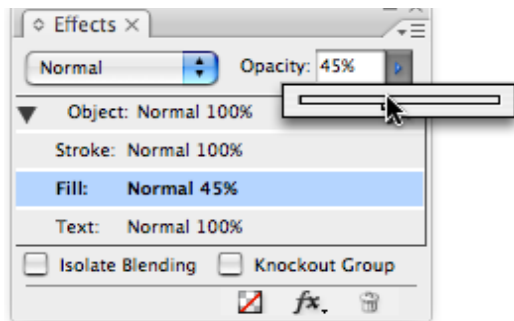 Effects
Normal Opacity: 45%
Object: Normal 100%
Stroke: Normal 100%
Fill: Normal 45%
Text: Normal 100%
Isolate Blending Knockout Group
fx.